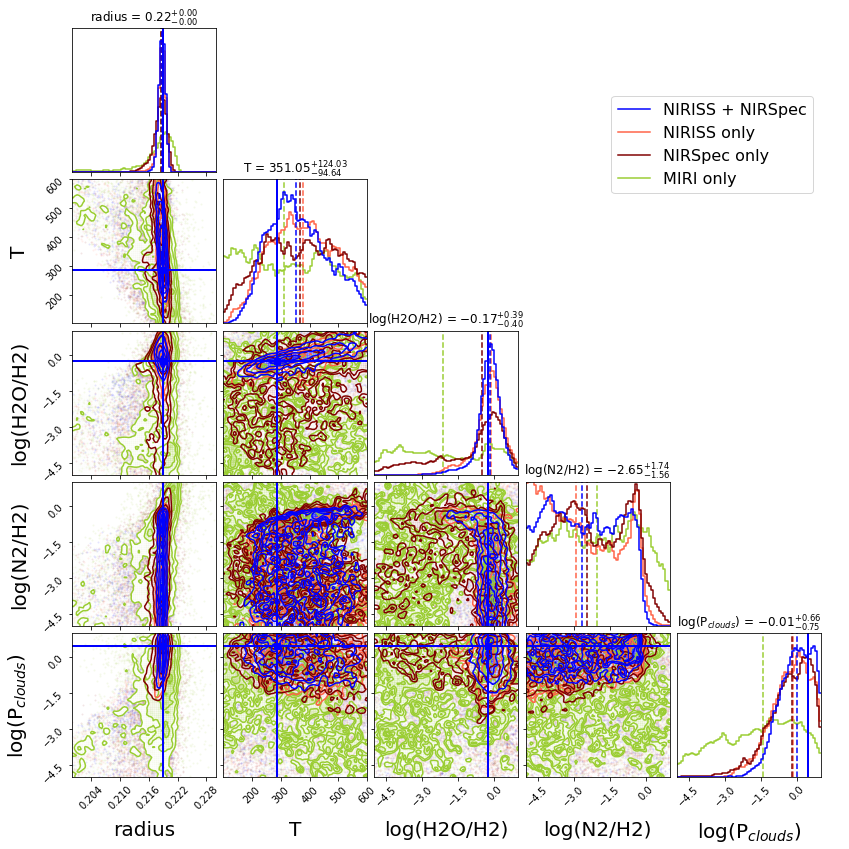 radius = 0.22+0.00−0.00
NIRISS + NIRSpec
NIRISS only
NIRSpec only
MIRI only
T = 351.05+124.03−94.64
600
500
400
300
200
T
log(H2O/H2) = −0.17+0.39−0.40
0.0
−1.5
−3.0
−4.5
log(H2O/H2)
log(N2/H2) = −2.65+1.74−1.56
0.0
−1.5
−3.0
−4.5
log(N2/H2)
log(Pclouds) = −0.01+0.66−0.75
0.0
−1.5
−3.0
−4.5
log(Pclouds)
0.204 0.210 0.216 0.222 0.228 200 300 400 500 600 −4.5 −3.0 −1.5 0.0 −4.5 −3.0 −1.5 0.0 −4.5 −3.0 −1.5 0.0
radius T log(H2O/H2) log(N2/H2) log(Pclouds)